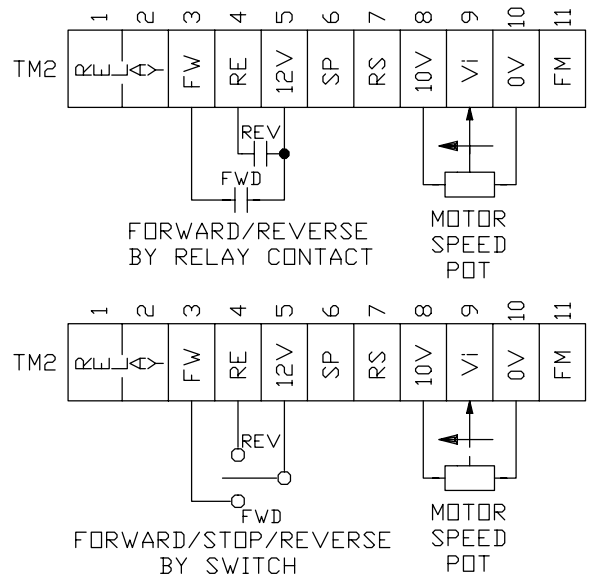 1 2 3 4 5 6 7 8 9 10 11
TM2 RELAY FW RE 12V SP RS 10V Vi 0V FM
REV
FWD
FORWARD/REVERSE
BY RELAY CONTACT
MOTOR
SPEED
POT
1 2 3 4 5 6 7 8 9 10 11
TM2 RELAY FW RE 12V SP RS 10V Vi 0V FM
REV
FWD
FORWARD/STOP/REVERSE
BY SWITCH
MOTOR
SPEED
POT